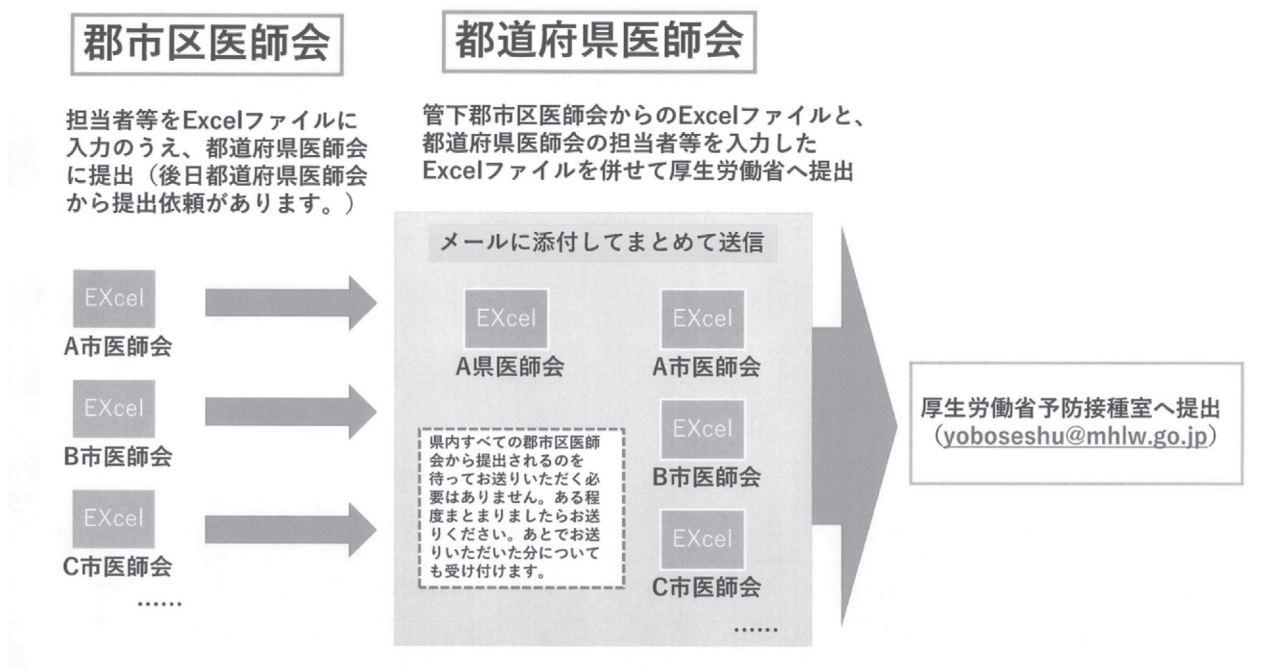 郡市区医師会
担当者等をExcelファイルに
入力のうえ、都道府県医師会
に提出（後日都道府県医師会
から提出依頼があります。）
EXcel
A市医師会
EXcel
B市医師会
EXcel
C市医師会
……
都道府県医師会
管下郡市区医師会からのExcelファイルと、
都道府県医師会の担当者等を入力した
Excelファイルを併せて厚生労働省へ提出
メールに添付してまとめて送信
EXcel
A県医師会
県内すべての郡市区医師
会から提出されるのを
待ってお送りいただく必
要はありません。ある程
度まとまりましたらお送
りください。あとでお送
りいただいた分について
も受け付けます。
EXcel
A市医師会
EXcel
B市医師会
EXcel
C市医師会
……
厚生労働省予防接種室へ提出
（yoboseshu@mhlw.go.jp）